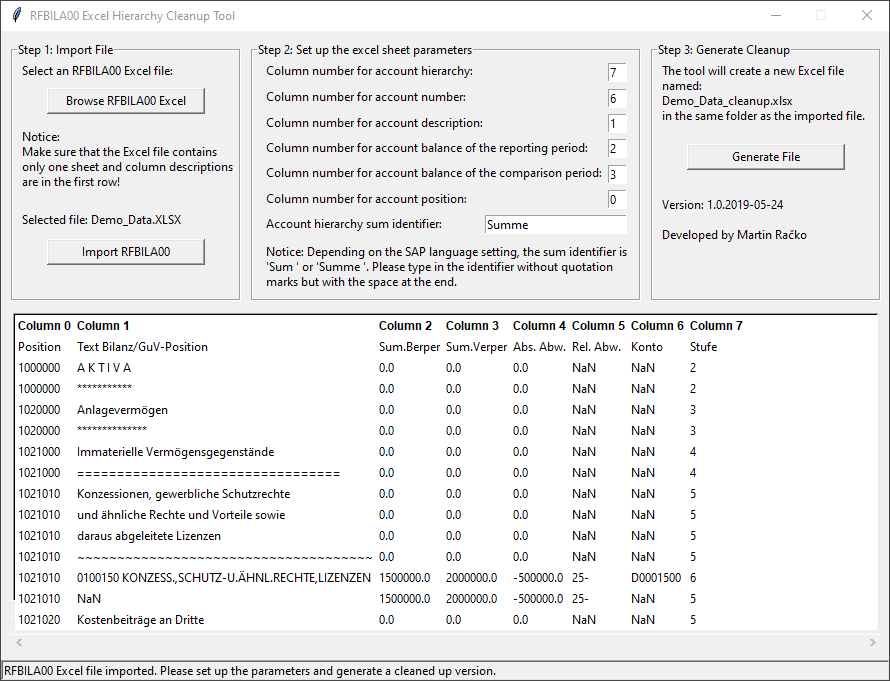 RFBILA00 Excel Hierarchy Cleanup Tool
Step 1: Import File
Select an RFBILA00 Excel file:
Browse RFBILA00 Excel
Notice:
Make sure that the Excel file contains
only one sheet and column descriptions
are in the first row!
Selected file: Demo_Data.XLSX
Import RFBILA00
Step 2: Set up the excel sheet parameters
Column number for account hierarchy: 7
Column number for account number: 6
Column number for account description: 1
Column number for account balance of the reporting period: 2
Column number for account balance of the comparison period: 3
Column number for account position: 0
Account hierarchy sum identifier: Summe
Notice: Depending on the SAP language setting, the sum identifier is
'Sum ' or 'Summe '. Please type in the identifier without quotation
marks but with the space at the end.
Step 3: Generate Cleanup
The tool will create a new Excel file
named:
Demo_Data_cleanup.xlsx
in the same folder as the imported file.
Generate File
Version: 1.0.2019-05-24
Developed by Martin Račko
Column 0 Column 1 Column 2 Column 3 Column 4 Column 5 Column 6 Column 7
Position Text Bilanz/GuV-Position Sum.Berper Sum.Verper Abs. Abw. Rel. Abw. Konto Stufe
1000000 A K T I V A 0.0 0.0 0.0 NaN NaN 2
1000000 *********** 0.0 0.0 0.0 NaN NaN 2
1020000 Anlagevermögen 0.0 0.0 0.0 NaN NaN 3
1020000 ************** 0.0 0.0 0.0 NaN NaN 3
1021000 Immaterielle Vermögensgegenstände 0.0 0.0 0.0 NaN NaN 4
1021000 ================================= 0.0 0.0 0.0 NaN NaN 4
1021010 Konzessionen, gewerbliche Schutzrechte 0.0 0.0 0.0 NaN NaN 5
1021010 und ähnliche Rechte und Vorteile sowie 0.0 0.0 0.0 NaN NaN 5
1021010 daraus abgeleitete Lizenzen 0.0 0.0 0.0 NaN NaN 5
1021010 ~~~~~~~~~~~~~~~~~~~~~~~~~~~~~~~~~~~~~ 0.0 0.0 0.0 NaN NaN 5
1021010 0100150 KONZESS.,SCHUTZ-U.ÄHNL.RECHTE,LIZENZEN 1500000.0 2000000.0 -500000.0 25- D0001500 6
1021010 NaN 1500000.0 2000000.0 -500000.0 25- NaN 5
1021020 Kostenbeiträge an Dritte 0.0 0.0 0.0 NaN NaN 5
RFBILA00 Excel file imported. Please set up the parameters and generate a cleaned up version.